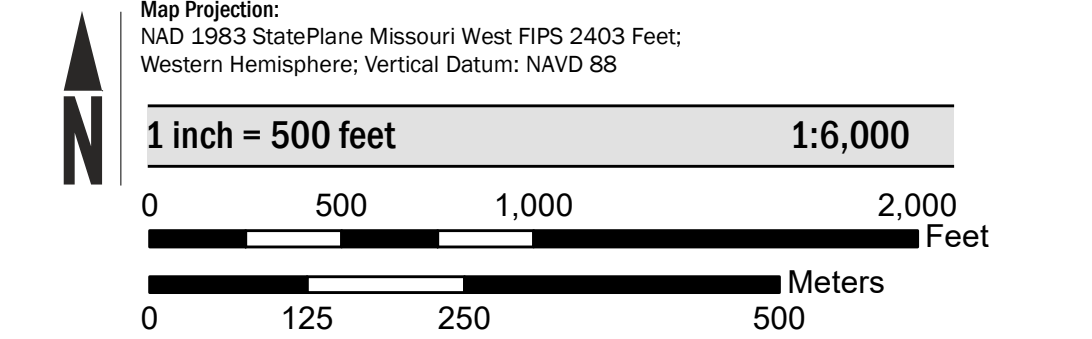 Map Projection:
NAD 1983 StatePlane Missouri West FIPS 2403 Feet;
Western Hemisphere; Vertical Datum: NAVD 88
N
1 inch = 500 feet 1:6,000
0 500 1,000 2,000
Feet
Meters
0 125 250 500